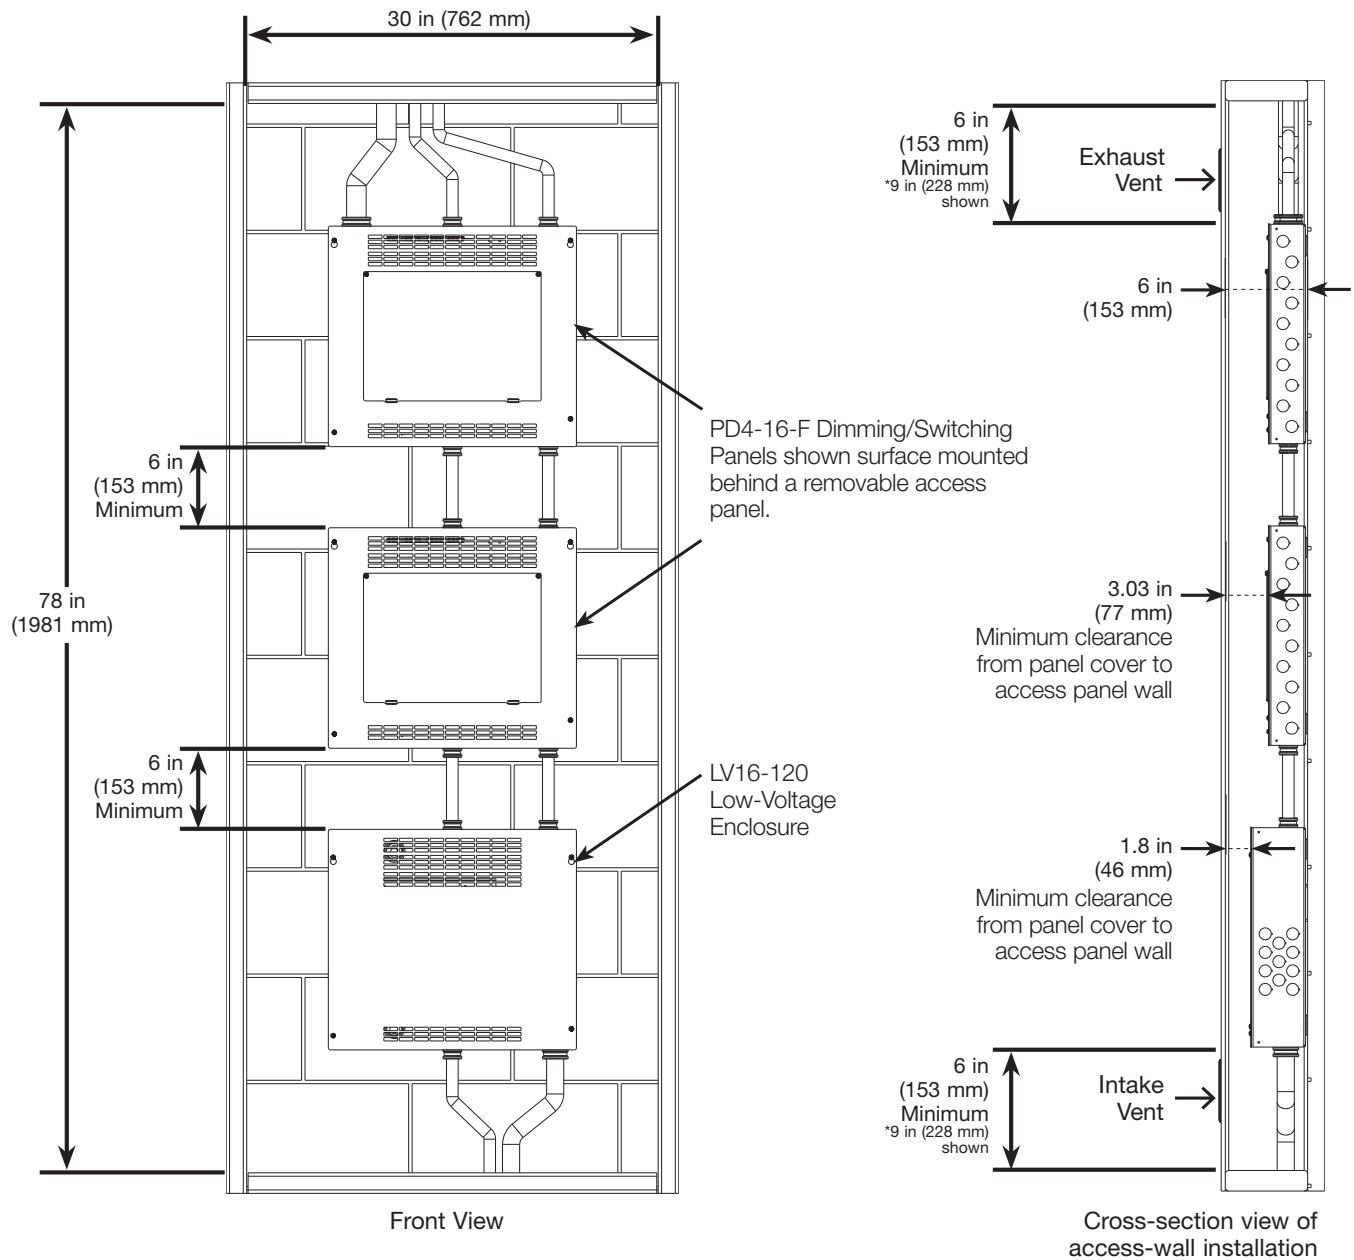 30 in (762 mm)
6 in
(153 mm)
Minimum
*9 in (228 mm)
shown
Exhaust
Vent
6 in
(153 mm)
PD4-16-F Dimming/Switching
Panels shown surface mounted
behind a removable access
panel.
6 in
(153 mm)
Minimum
78 in
(1981 mm)
3.03 in
(77 mm)
Minimum clearance
from panel cover to
access panel wall
6 in
(153 mm)
Minimum
LV16-120
Low-Voltage
Enclosure
1.8 in
(46 mm)
Minimum clearance
from panel cover to
access panel wall
6 in
(153 mm)
Minimum
*9 in (228 mm)
shown
Intake
Vent
Front View
Cross-section view of
access-wall installation